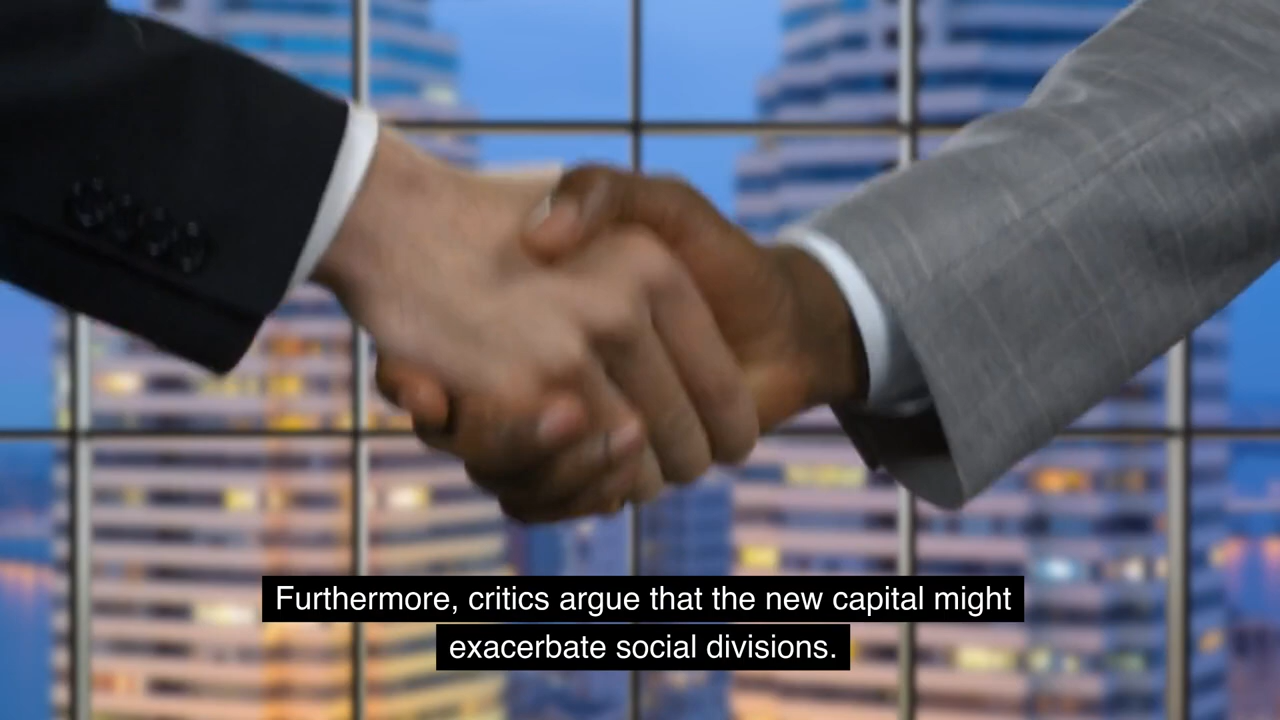 Furthermore, critics argue that the new capital might
exacerbate social divisions.